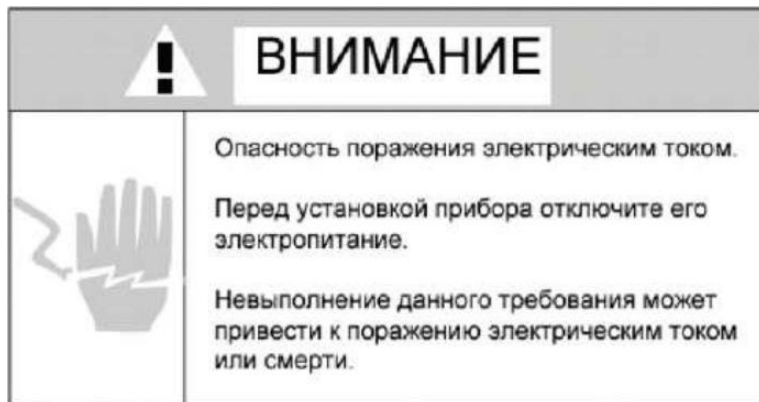 ВНИМАНИЕ
Опасность поражения электрическим током.
Перед установкой прибора отключите его
электропитание.
Невыполнение данного требования может
привести к поражению электрическим током
или смерти.